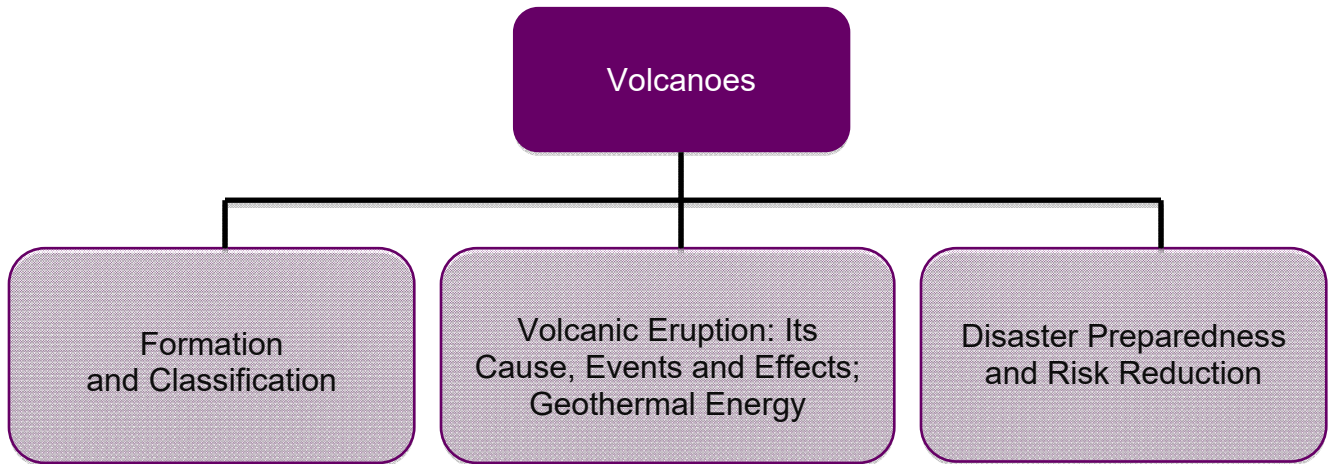 Volcanoes
Formation
and Classification
Volcanic Eruption: Its
Cause, Events and Effects;
Geothermal Energy
Disaster Preparedness
and Risk Reduction